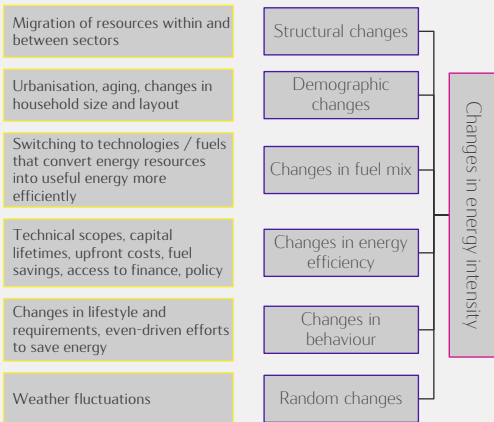 Migration of resources within and
between sectors
Structural changes
Urbanisation, aging, changes in
household size and layout
Demographic
changes
Switching to technologies / fuels
that convert energy resources
into useful energy more
efficiently
Changes in fuel mix
Technical scopes, capital
lifetimes, upfront costs, fuel
savings, access to finance, policy
Changes in energy
efficiency
Changes in lifestyle and
requirements, even-driven efforts
to save energy
Changes in
behaviour
Weather fluctuations
Random changes
Changes in energy intensity